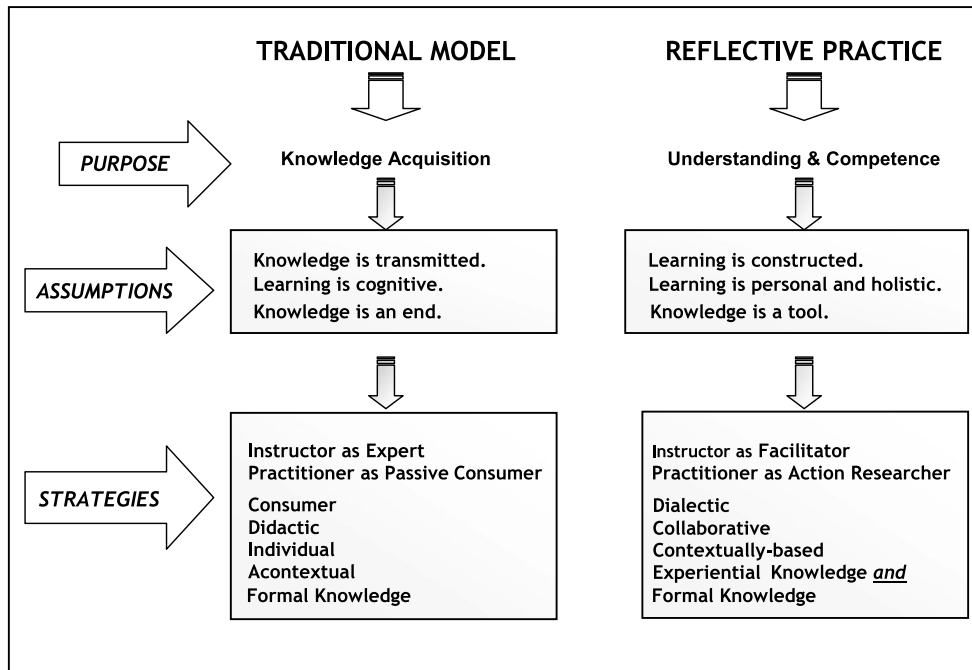 TRADITIONAL MODEL
REFLECTIVE PRACTICE
PURPOSE
Knowledge Acquisition
Understanding & Competence
ASSUMPTIONS
Knowledge is transmitted.
Learning is cognitive.
Knowledge is an end.
Learning is constructed.
Learning is personal and holistic.
Knowledge is a tool.
STRATEGIES
Instructor as Expert
Practitioner as Passive Consumer
Consumer
Didactic
Individual
Acontextual
Formal Knowledge
Instructor as Facilitator
Practitioner as Action Researcher
Dialectic
Collaborative
Contextually-based
Experiential Knowledge and
Formal Knowledge